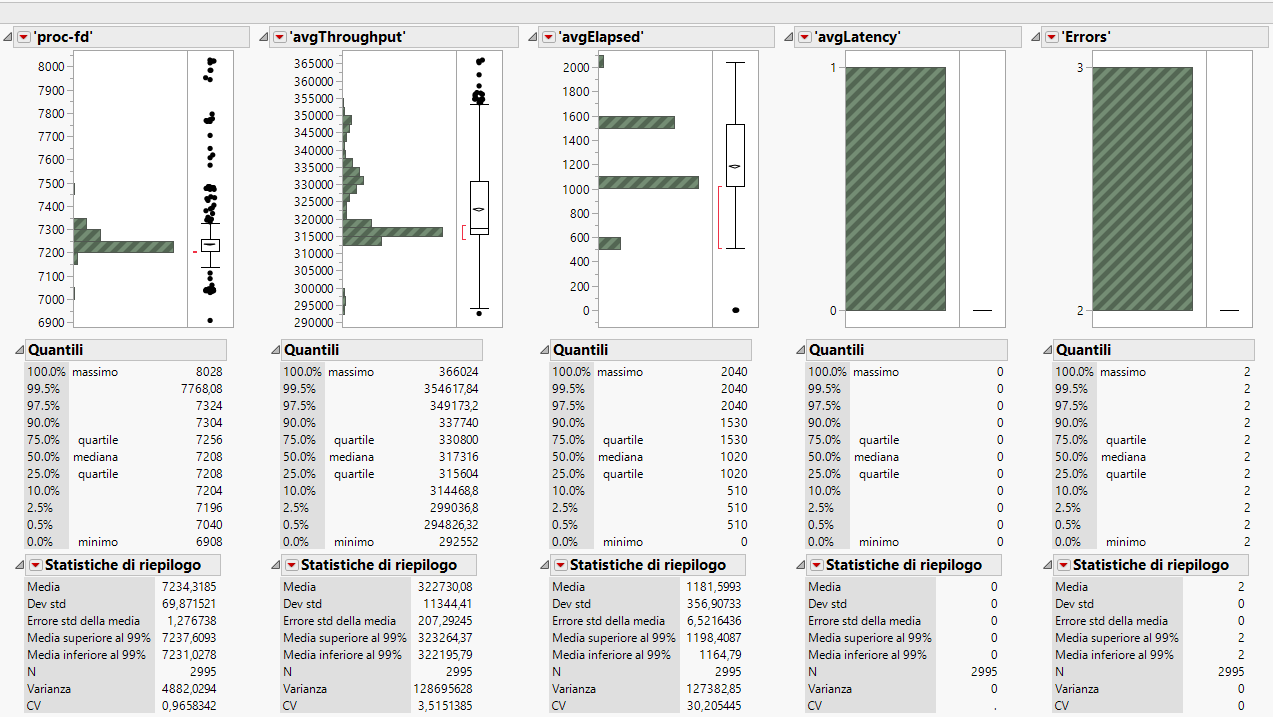 'proc-fd' 'avgThroughput' 'avgElapsed' 'avgLatency' 'Errors'
8000
7900
7800
7700
7600
7500
7400
7300
7200
7100
7000
6900
365000
360000
355000
350000
345000
340000
335000
330000
325000
320000
315000
310000
305000
300000
295000
290000
2000
1800
1600
1400
1200
1000
800
600
400
200
0
1
0
3
2
Quantili
100.0% massimo 8028
99.5% 7768,08
97.5% 7324
90.0% 7304
75.0% quartile 7256
50.0% mediana 7208
25.0% quartile 7208
10.0% 7204
2.5% 7196
0.5% 7040
0.0% minimo 6908
Quantili
100.0% massimo 366024
99.5% 354617,84
97.5% 349173,2
90.0% 337740
75.0% quartile 330800
50.0% mediana 317316
25.0% quartile 315604
10.0% 314468,8
2.5% 299036,8
0.5% 294826,32
0.0% minimo 292552
Quantili
100.0% massimo 2040
99.5% 2040
97.5% 2040
90.0% 1530
75.0% quartile 1530
50.0% mediana 1020
25.0% quartile 1020
10.0% 510
2.5% 510
0.5% 510
0.0% minimo 0
Quantili
100.0% massimo 0
99.5% 0
97.5% 0
90.0% 0
75.0% quartile 0
50.0% mediana 0
25.0% quartile 0
10.0% 0
2.5% 0
0.5% 0
0.0% minimo 0
Quantili
100.0% massimo 2
99.5% 2
97.5% 2
90.0% 2
75.0% quartile 2
50.0% mediana 2
25.0% quartile 2
10.0% 2
2.5% 2
0.5% 2
0.0% minimo 2
Statistiche di riepilogo
Media 7234,3185
Dev std 69,871521
Errore std della media 1,276738
Media superiore al 99% 7237,6093
Media inferiore al 99% 7231,0278
N 2995
Varianza 4882,0294
CV 0,9658342
Statistiche di riepilogo
Media 322730,08
Dev std 11344,41
Errore std della media 207,29245
Media superiore al 99% 323264,37
Media inferiore al 99% 322195,79
N 2995
Varianza 128695628
CV 3,5151385
Statistiche di riepilogo
Media 1181,5993
Dev std 356,90733
Errore std della media 6,5216436
Media superiore al 99% 1198,4087
Media inferiore al 99% 1164,79
N 2995
Varianza 127382,85
CV 30,205445
Statistiche di riepilogo
Media 0
Dev std 0
Errore std della media 0
Media superiore al 99% 0
Media inferiore al 99% 0
N 2995
Varianza 0
CV .
Statistiche di riepilogo
Media 2
Dev std 0
Errore std della media 0
Media superiore al 99% 2
Media inferiore al 99% 2
N 2995
Varianza 0
CV 0